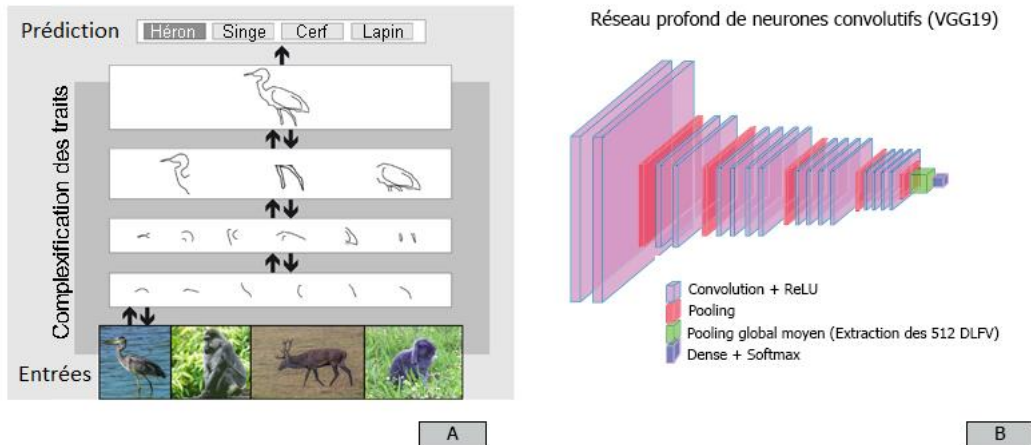 Prédiction
Héron Singe Cerf Lapin
Complexification des traits
Entrées
A
Réseau profond de neurones convolutifs (VGG19)
Convolution + ReLU
Pooling
Pooling global moyen (Extraction des 512 DLFV)
Dense + Softmax
B